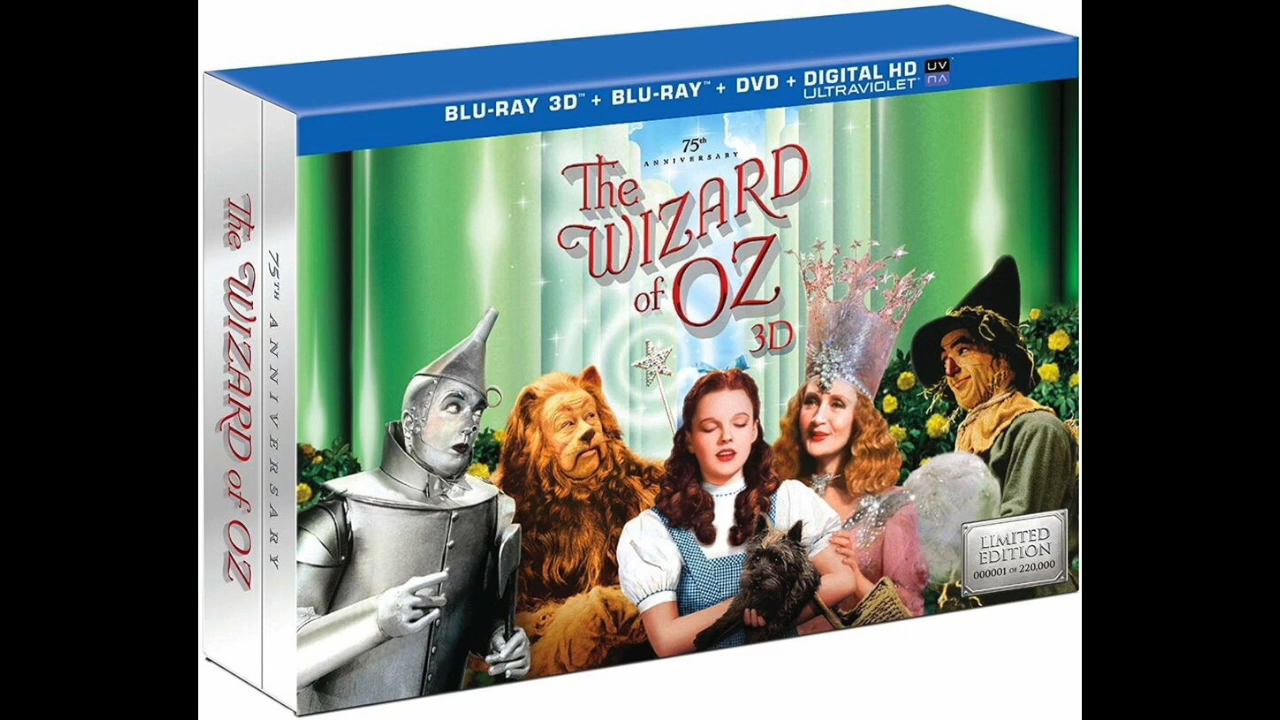 BLU-RAY 3D™ + BLU-RAY™ + DVD + DIGITAL HD
ULTRAVIOLET™
UV
75th
ANNIVERSARY
The
WIZARD
of OZ
3D
LIMITED
EDITION
000001 OF 220,000
75TH ANNIVERSARY
The WIZARD of OZ